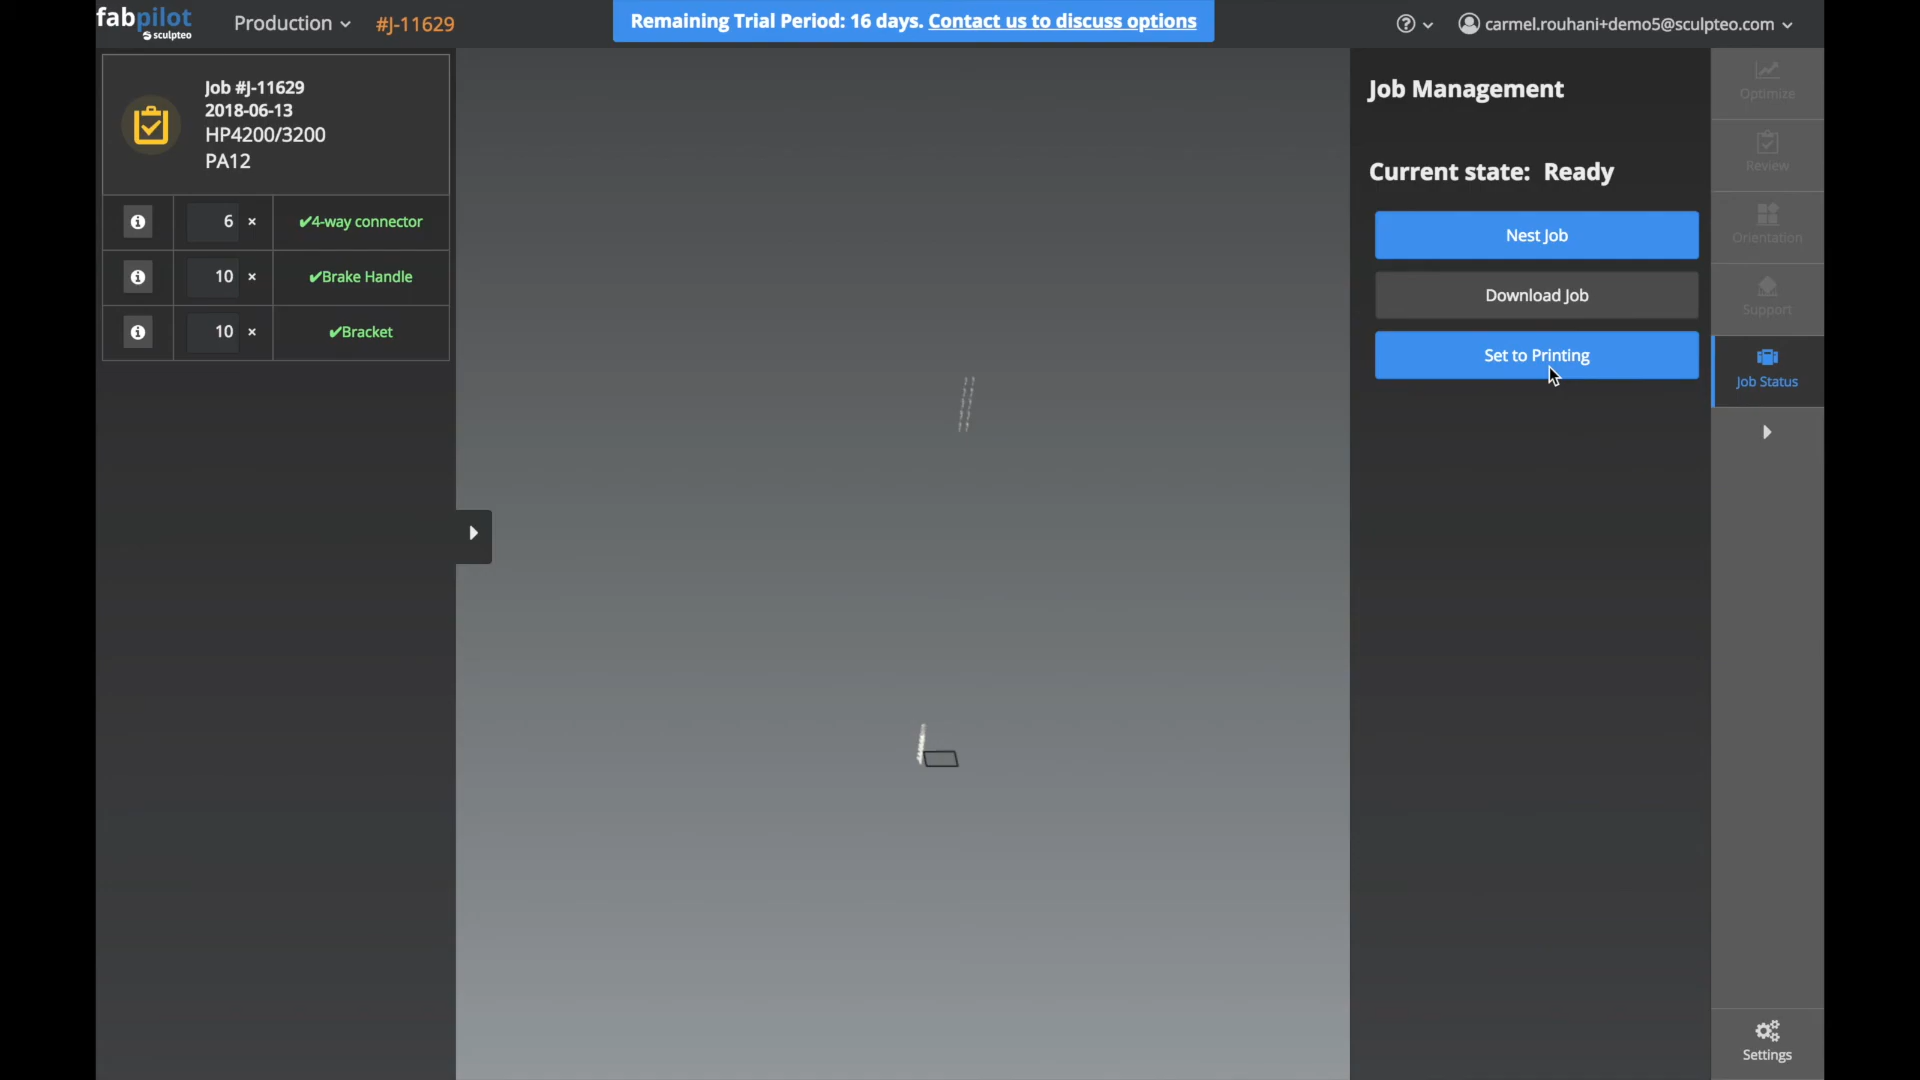 fabpilot
sculpteo
Production
#J-11629
Remaining Trial Period: 16 days. Contact us to discuss options
carmel.rouhani+demo5@sculpteo.com
Job #J-11629
2018-06-13
HP4200/3200
PA12
6 × ✔4-way connector
10 × ✔Brake Handle
10 × ✔Bracket
Job Management
Current state: Ready
Nest Job
Download Job
Set to Printing
Optimize
Review
Orientation
Support
Job Status
Settings